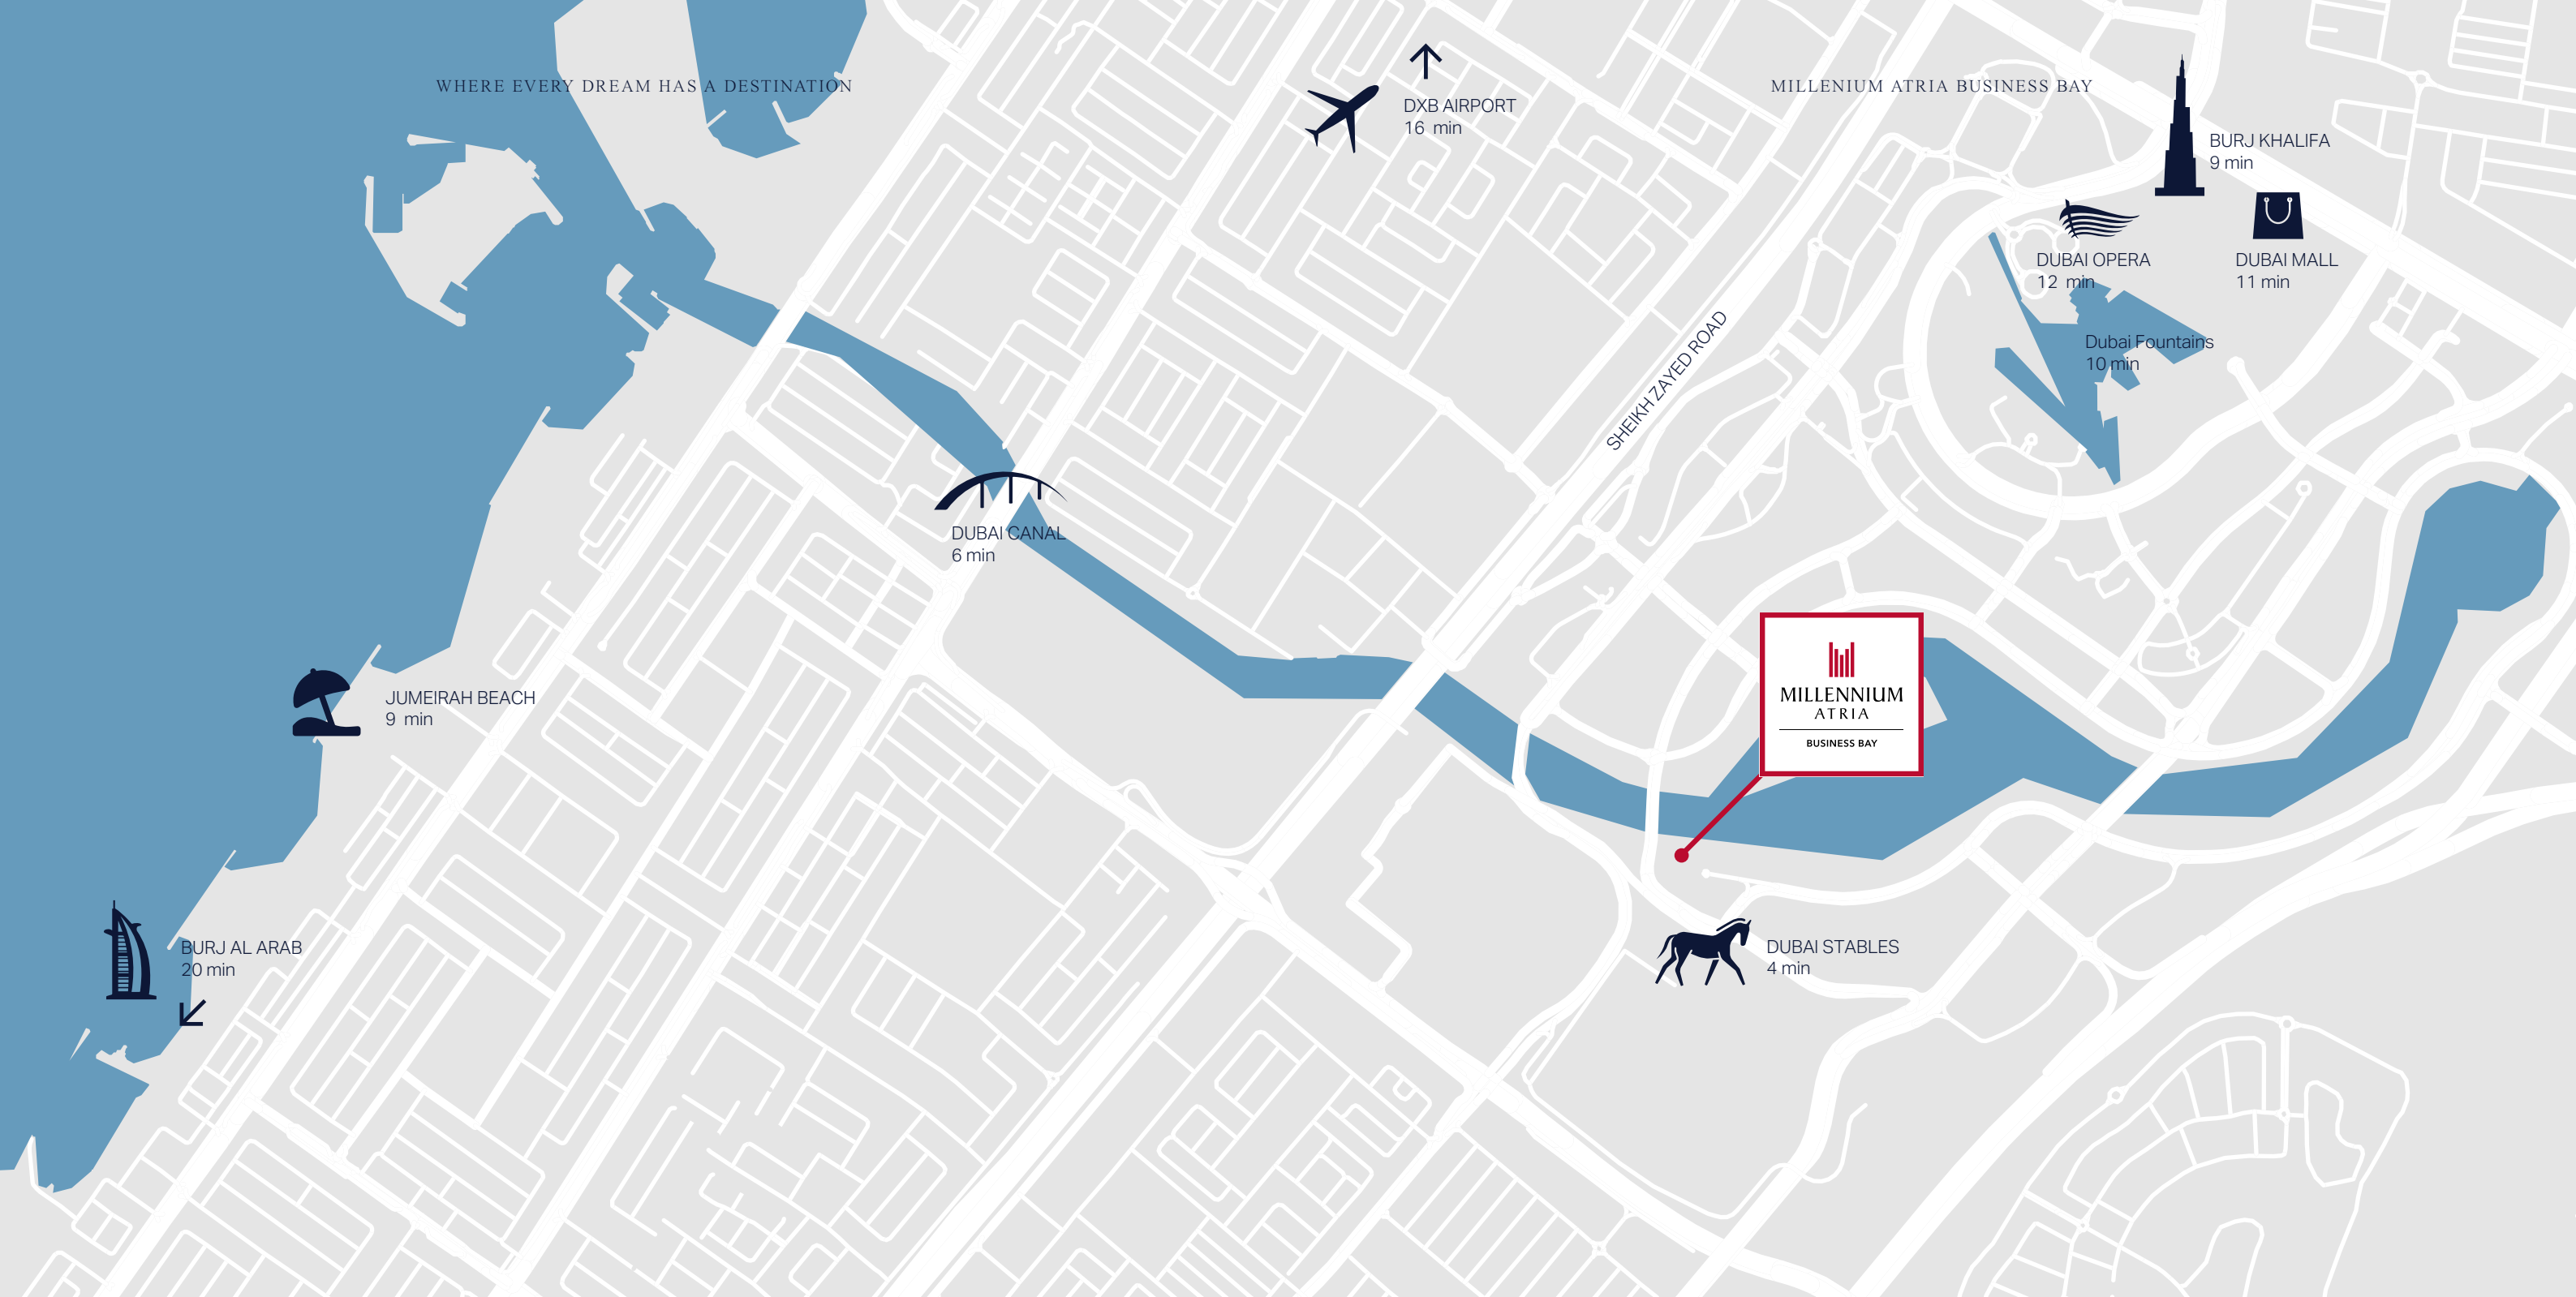 WHERE EVERY DREAM HAS A DESTINATION
MILLENIUM ATRIA BUSINESS BAY
DXB AIRPORT
16 min
BURJ KHALIFA
9 min
DUBAI OPERA
12 min
DUBAI MALL
11 min
Dubai Fountains
10 min
SHEIKH ZAYED ROAD
DUBAI CANAL
6 min
JUMEIRAH BEACH
9 min
MILLENNIUM
ATRIA
BUSINESS BAY
BURJ AL ARAB
20 min
DUBAI STABLES
4 min